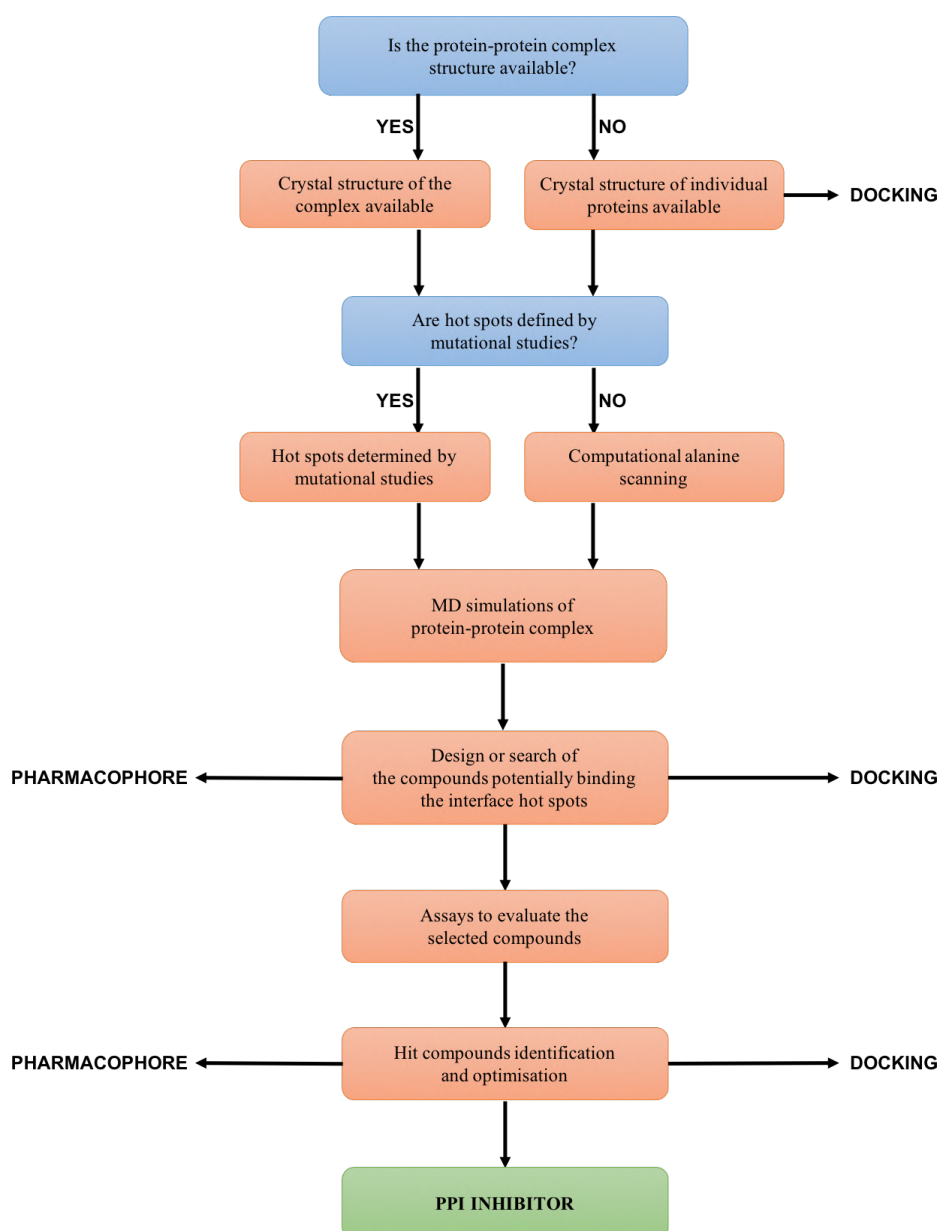 Is the protein-protein complex
structure available?
YES
NO
Crystal structure of the
complex available
Crystal structure of individual
proteins available
DOCKING
Are hot spots defined by
mutational studies?
YES
NO
Hot spots determined by
mutational studies
Computational alanine
scanning
MD simulations of
protein-protein complex
PHARMACOPHORE
Design or search of
the compounds potentially binding
the interface hot spots
DOCKING
Assays to evaluate the
selected compounds
PHARMACOPHORE
Hit compounds identification
and optimisation
DOCKING
PPI INHIBITOR